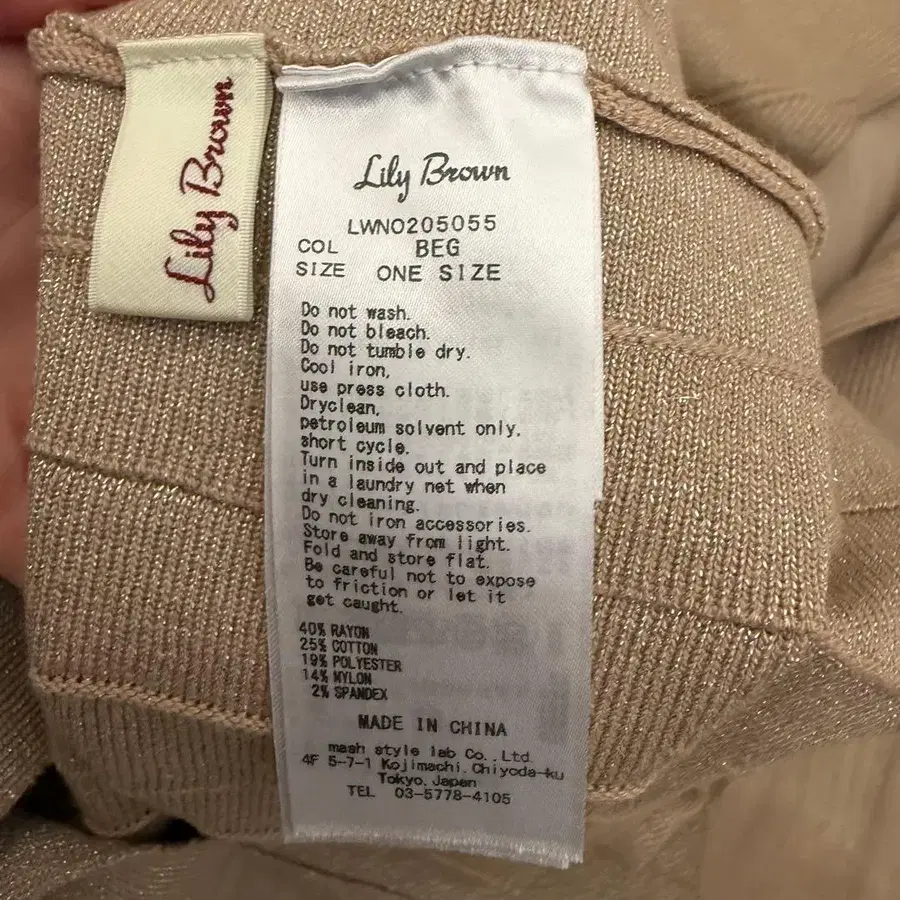 Lily Brown
Lily Brown
LWNO205055
COL BEG
SIZE ONE SIZE
Do not wash.
Do not bleach.
Do not tumble dry.
Cool iron,
use press cloth.
Dryclean,
petroleum solvent only,
short cycle.
Turn inside out and place
in a laundry net when
dry cleaning.
Do not iron accessories.
Store away from light.
Fold and store flat.
Be careful not to expose
to friction or let it
get caught.
40% RAYON
25% COTTON
19% POLYESTER
14% NYLON
2% SPANDEX
MADE IN CHINA
mash style lab Co.,Ltd.
4F 5-7-1 Kojimachi,Chiyoda-ku
Tokyo,Japan
TEL 03-5778-4105